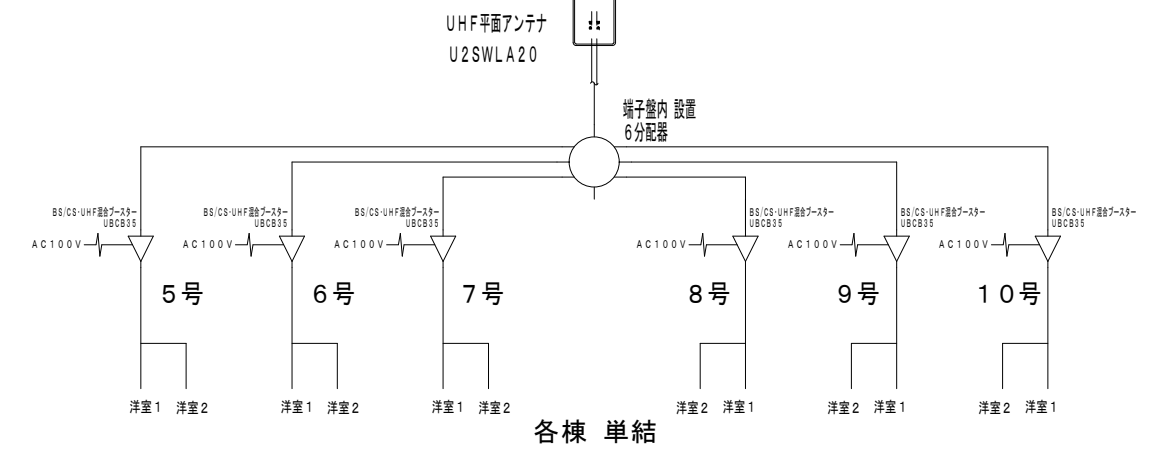 UHF平面アンテナ
U2SWLA20
端子盤内 設置
6分配器
BS/CS・UHF混合ブースター
UBCB35
BS/CS・UHF混合ブースター
UBCB35
BS/CS・UHF混合ブースター
UBCB35
BS/CS・UHF混合ブースター
UBCB35
BS/CS・UHF混合ブースター
UBCB35
BS/CS・UHF混合ブースター
UBCB35
AC100V
AC100V
AC100V
AC100V
AC100V
AC100V
5号
6号
7号
8号
9号
10号
洋室1 洋室2
洋室1 洋室2
洋室1 洋室2
洋室2 洋室1
洋室2 洋室1
洋室2 洋室1
各棟 単結